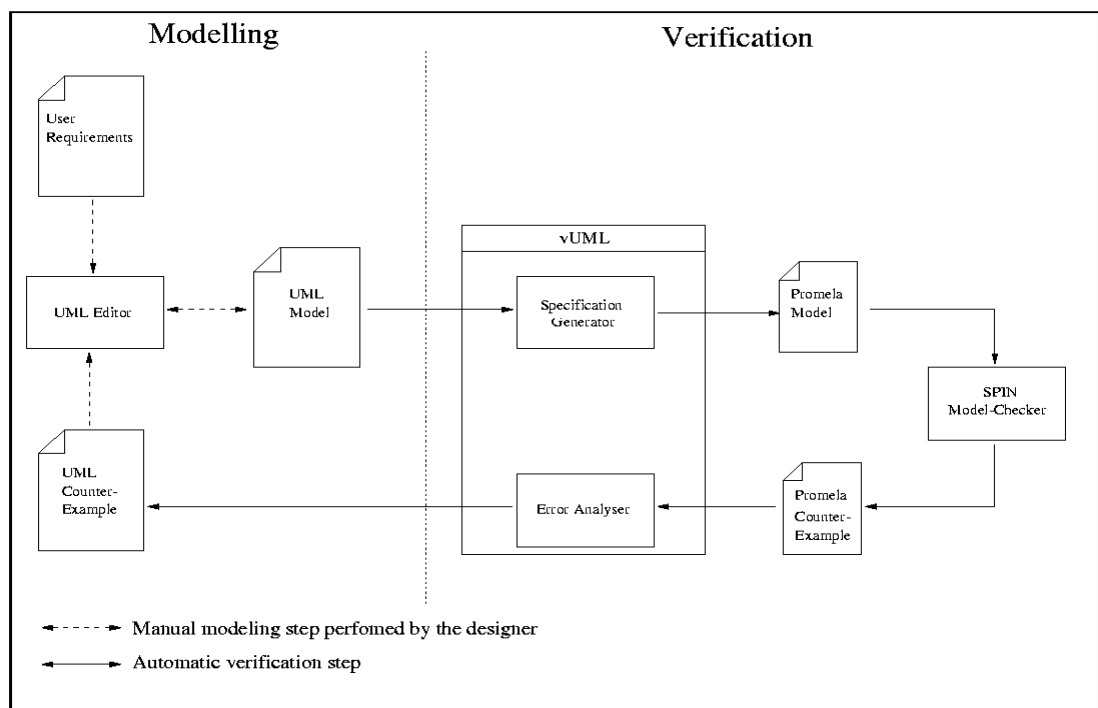 Modelling
Verification
User
Requirements
vUML
UML Editor
UML
Model
Specification
Generator
Promela
Model
SPIN
Model-Checker
UML
Counter-
Example
Error Analyser
Promela
Counter-
Example
Manual modeling step perfomed by the designer
Automatic verification step